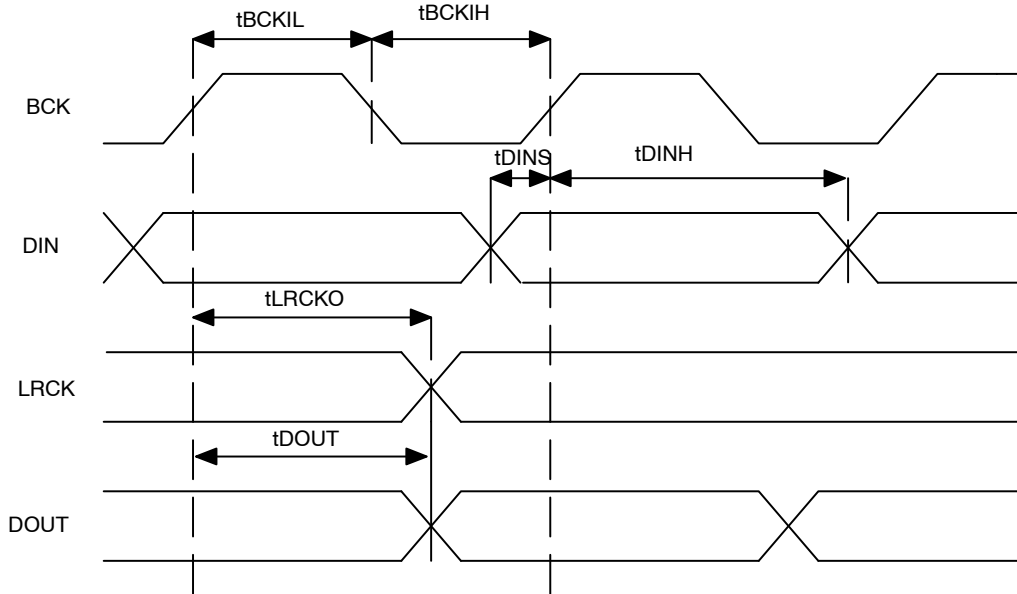 tBCKIL
tBCKIH
BCK
tDINS
tDINH
DIN
tLRCKO
LRCK
tDOUT
DOUT